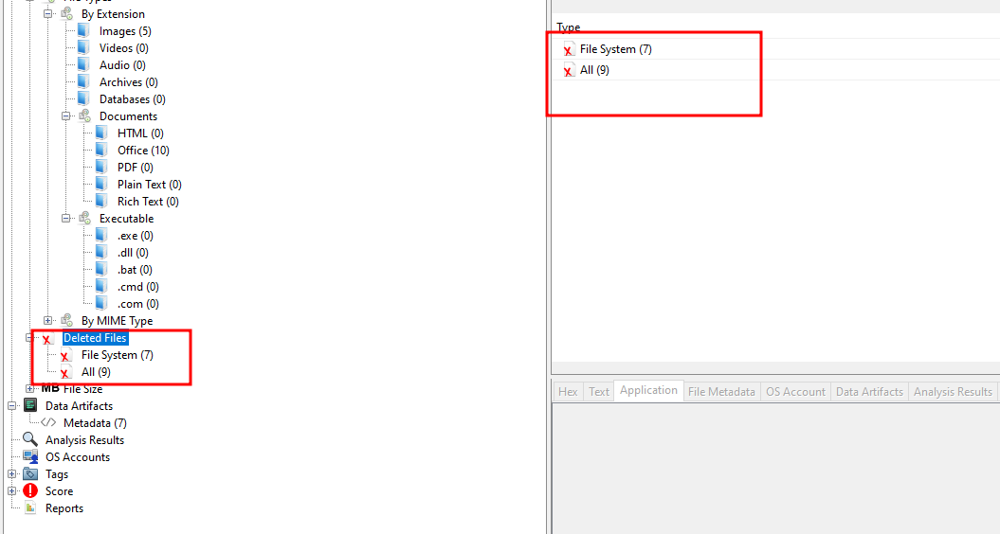 By Extension
Images (5)
Videos (0)
Audio (0)
Archives (0)
Databases (0)
Documents
HTML (0)
Office (10)
PDF (0)
Plain Text (0)
Rich Text (0)
Executable
.exe (0)
.dll (0)
.bat (0)
.cmd (0)
.com (0)
By MIME Type
Deleted Files
File System (7)
All (9)
MB File Size
Data Artifacts
Metadata (7)
Analysis Results
OS Accounts
Tags
Score
Reports
Type
File System (7)
All (9)
Hex Text Application File Metadata OS Account Data Artifacts Analysis Results